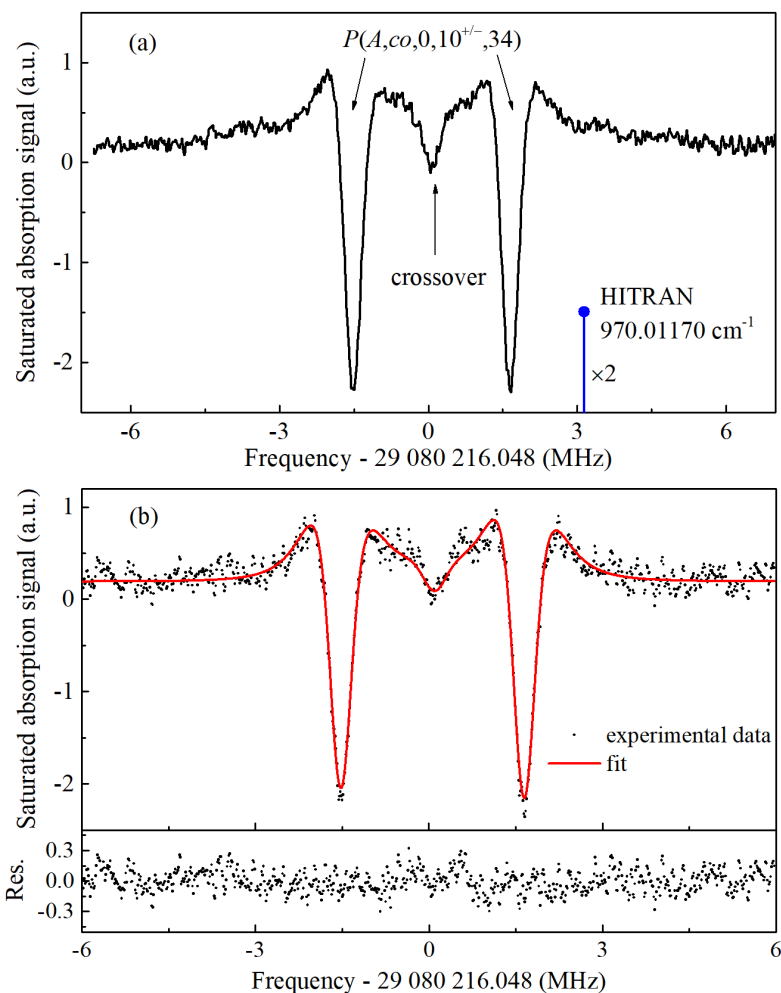 (a)
P(A,co,0,10+/-,34)
Saturated absorption signal (a.u.)
1
0
-1
-2
crossover
HITRAN
970.01170 cm-1
×2
-6 -3 0 3 6
Frequency - 29 080 216.048 (MHz)
(b)
Saturated absorption signal (a.u.)
1
0
-1
-2
experimental data
fit
Res.
0.3
0.0
-0.3
-6 -3 0 3 6
Frequency - 29 080 216.048 (MHz)